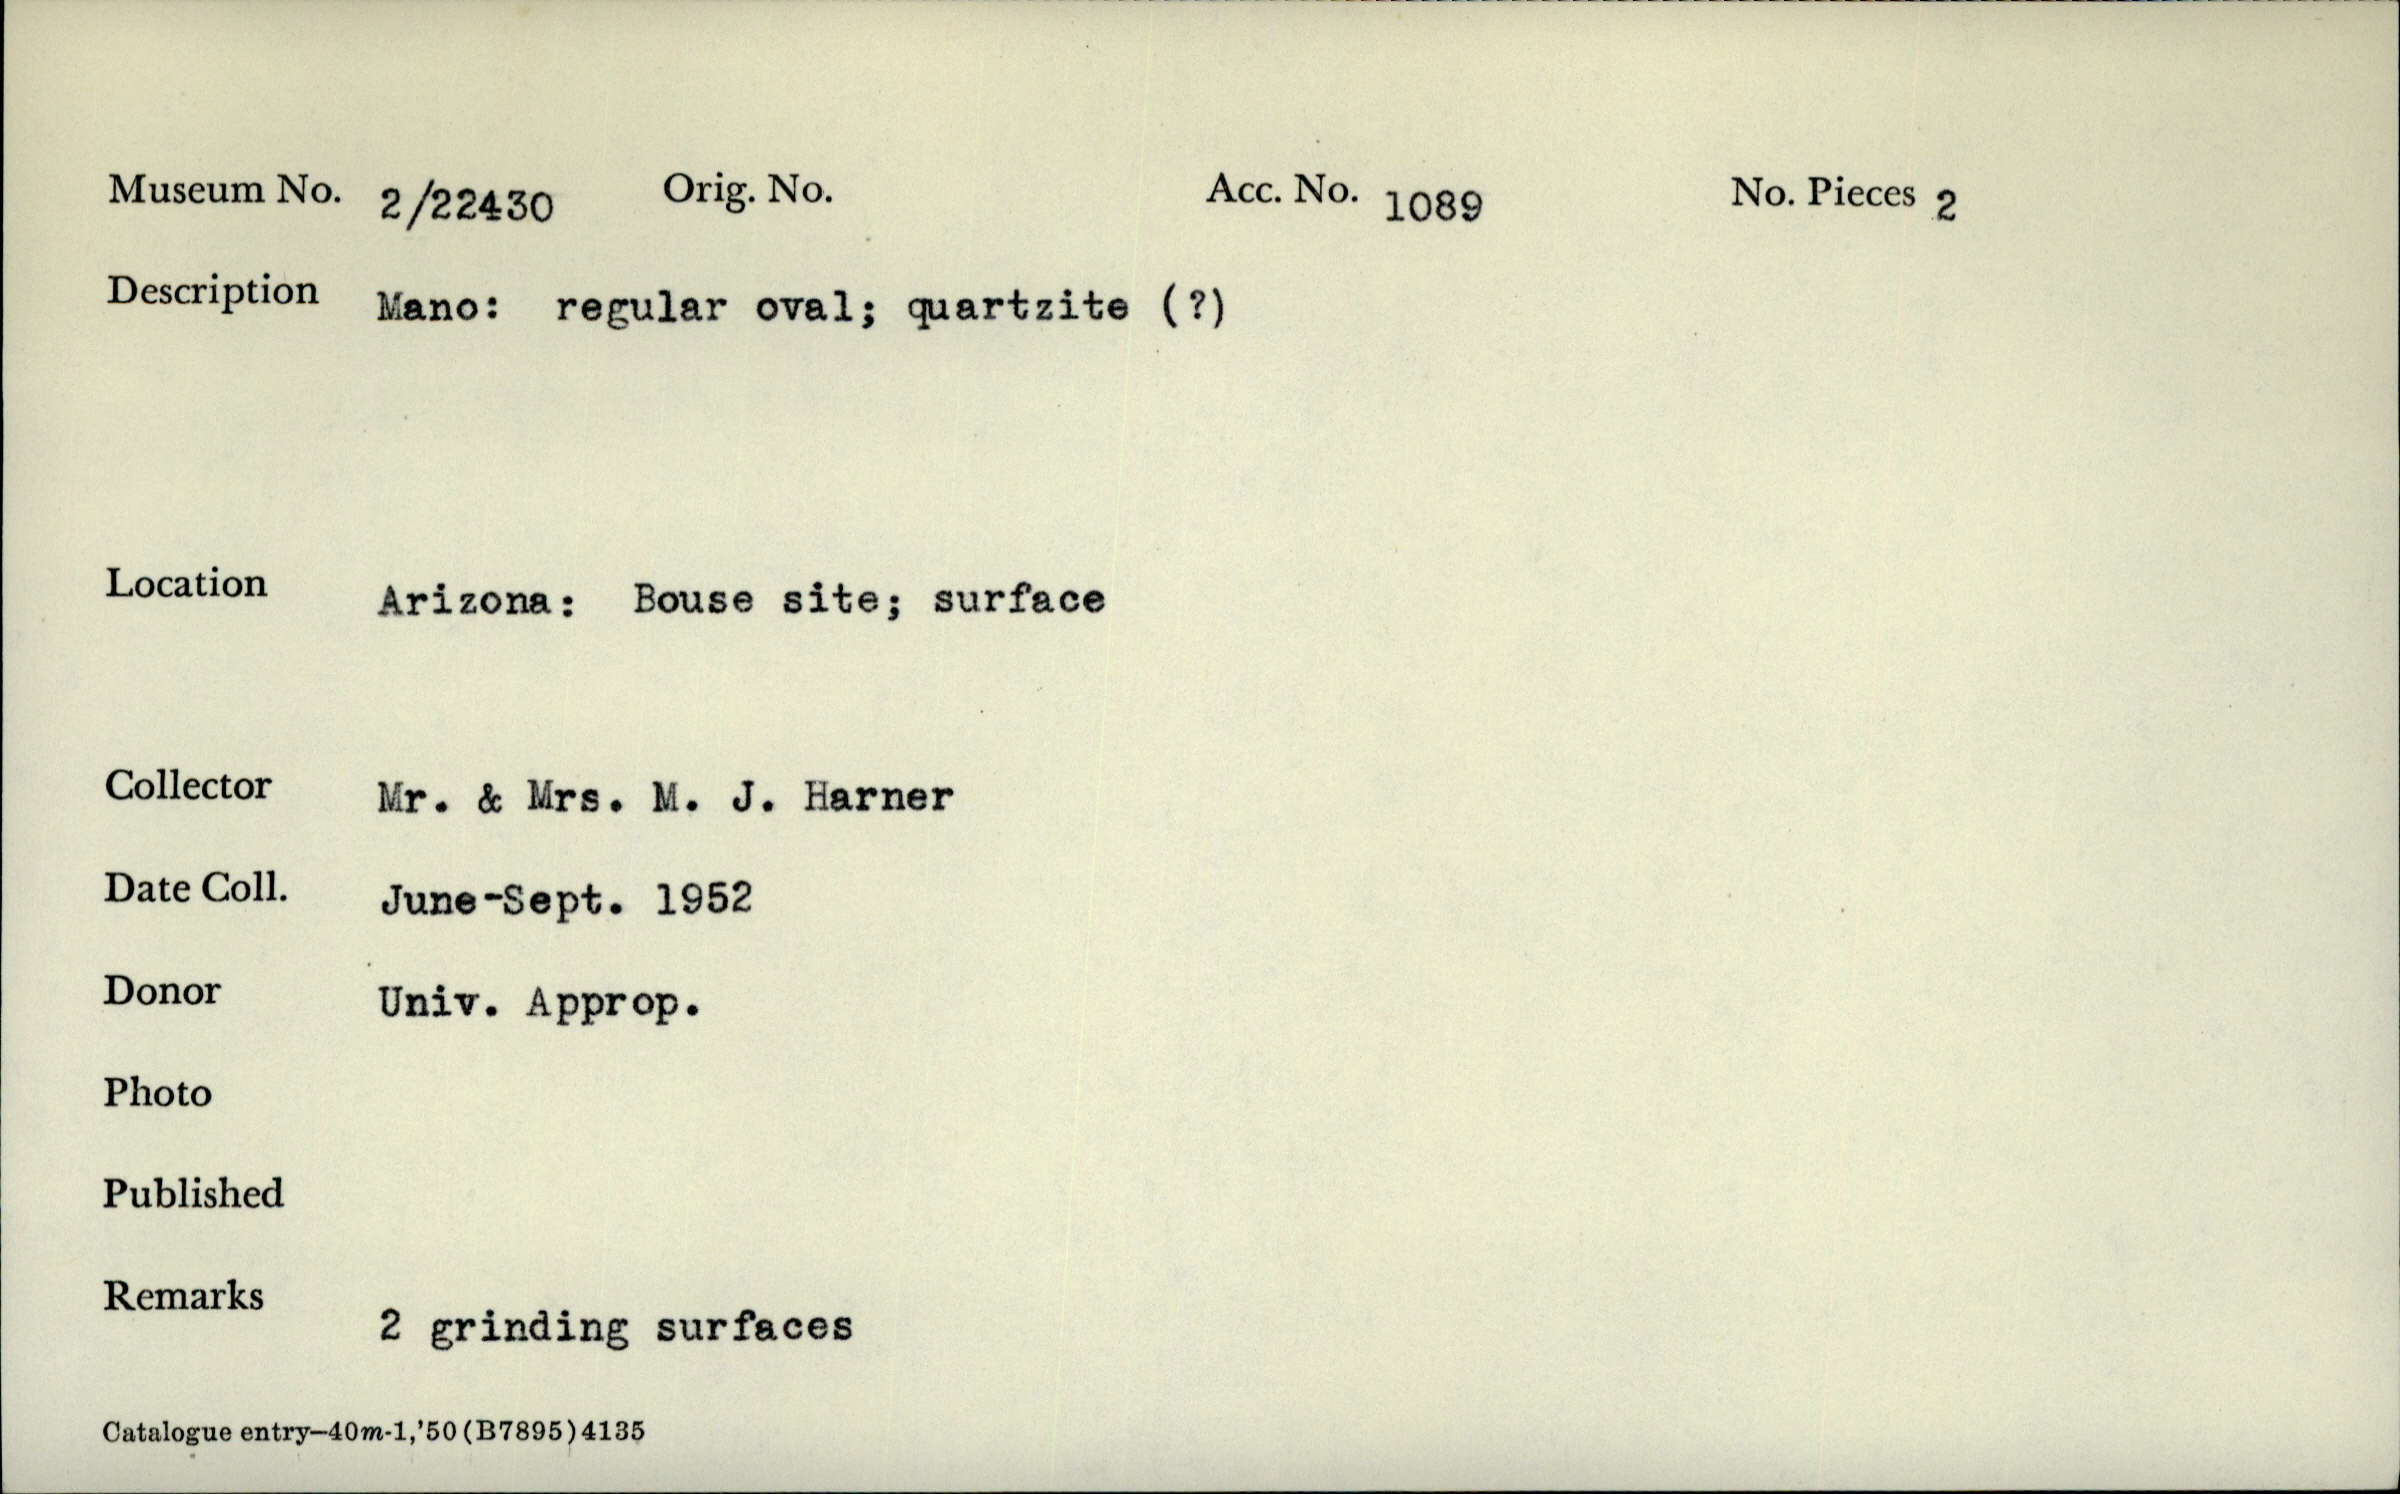 Museum No. 2/22430 Orig. No. Acc. No. 1089 No. Pieces 2
Description Mano: regular oval; quartzite (?)
Location Arizona: Bouse site; surface
Collector Mr. & Mrs. M. J. Harner
Date Coll. June-Sept. 1952
Donor Univ. Approp.
Photo
Published
Remarks 2 grinding surfaces
Catalogue entry—40m-1,'50 (B7895) 4135